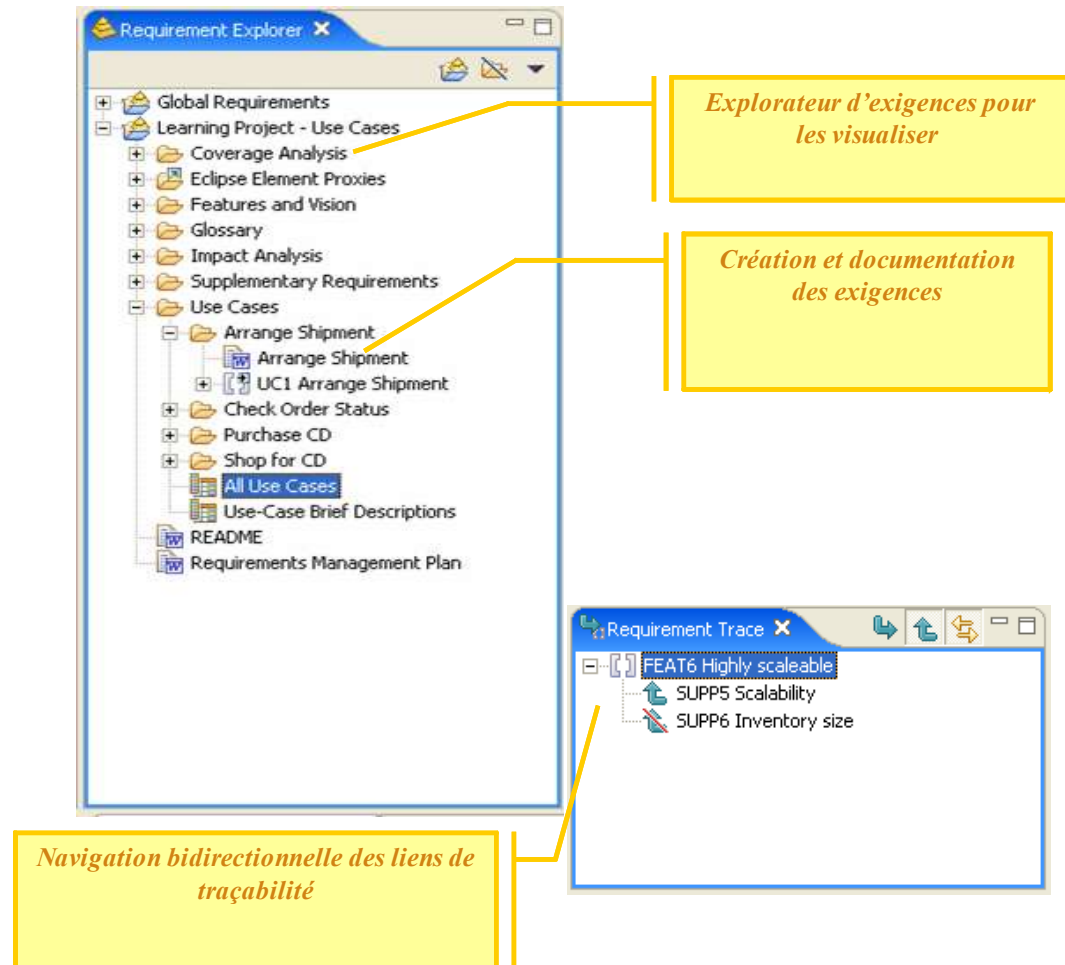 Requirement Explorer
Global Requirements
Learning Project - Use Cases
Coverage Analysis
Eclipse Element Proxies
Features and Vision
Glossary
Impact Analysis
Supplementary Requirements
Use Cases
Arrange Shipment
Arrange Shipment
UC1 Arrange Shipment
Check Order Status
Purchase CD
Shop for CD
All Use Cases
Use-Case Brief Descriptions
README
Requirements Management Plan
Explorateur d'exigences pour
les visualiser
Création et documentation
des exigences
Requirement Trace
FEAT6 Highly scaleable
SUPP5 Scalability
SUPP6 Inventory size
Navigation bidirectionnelle des liens de
traçabilité